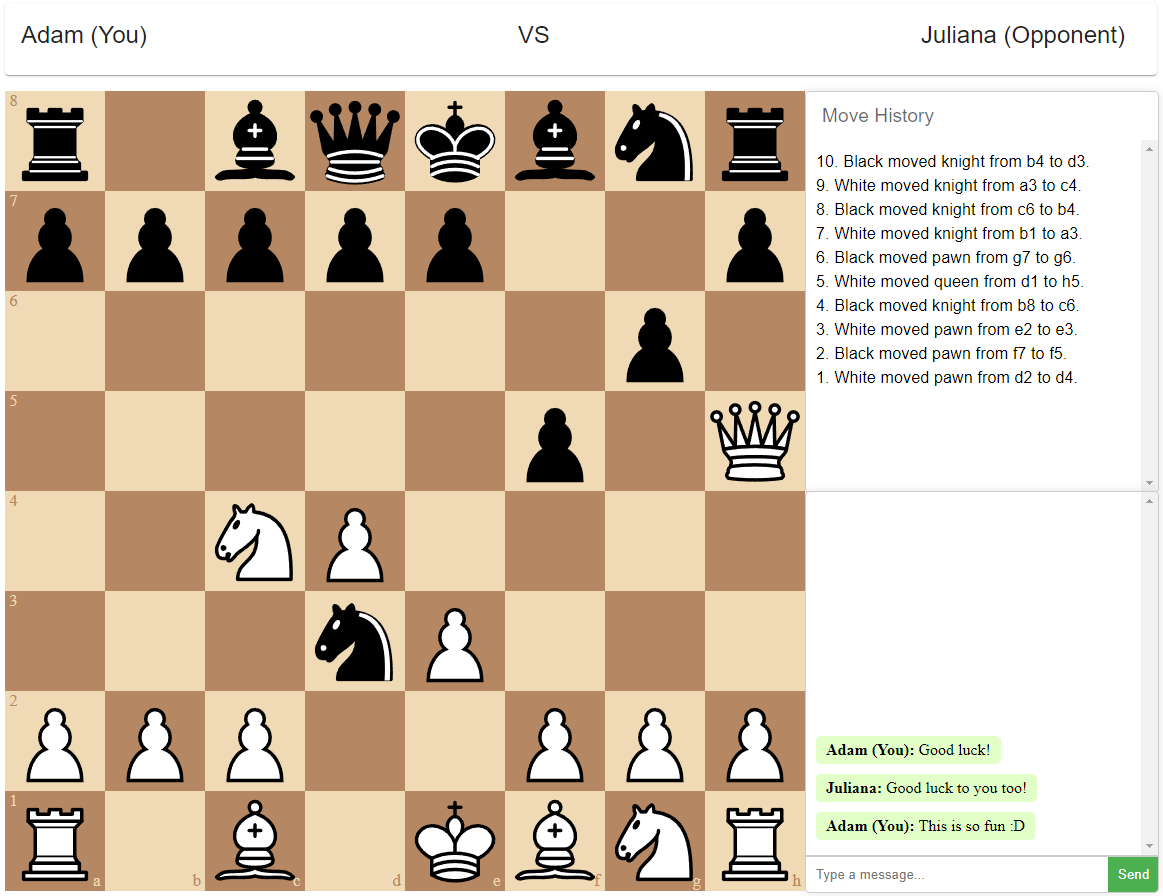 Adam (You) VS Juliana (Opponent)
8
7
6
5
4
3
2
1
a b c d e f g h
Move History
10. Black moved knight from b4 to d3.
9. White moved knight from a3 to c4.
8. Black moved knight from c6 to b4.
7. White moved knight from b1 to a3.
6. Black moved pawn from g7 to g6.
5. White moved queen from d1 to h5.
4. Black moved knight from b8 to c6.
3. White moved pawn from e2 to e3.
2. Black moved pawn from f7 to f5.
1. White moved pawn from d2 to d4.
Adam (You): Good luck!
Juliana: Good luck to you too!
Adam (You): This is so fun :D
Type a message... Send